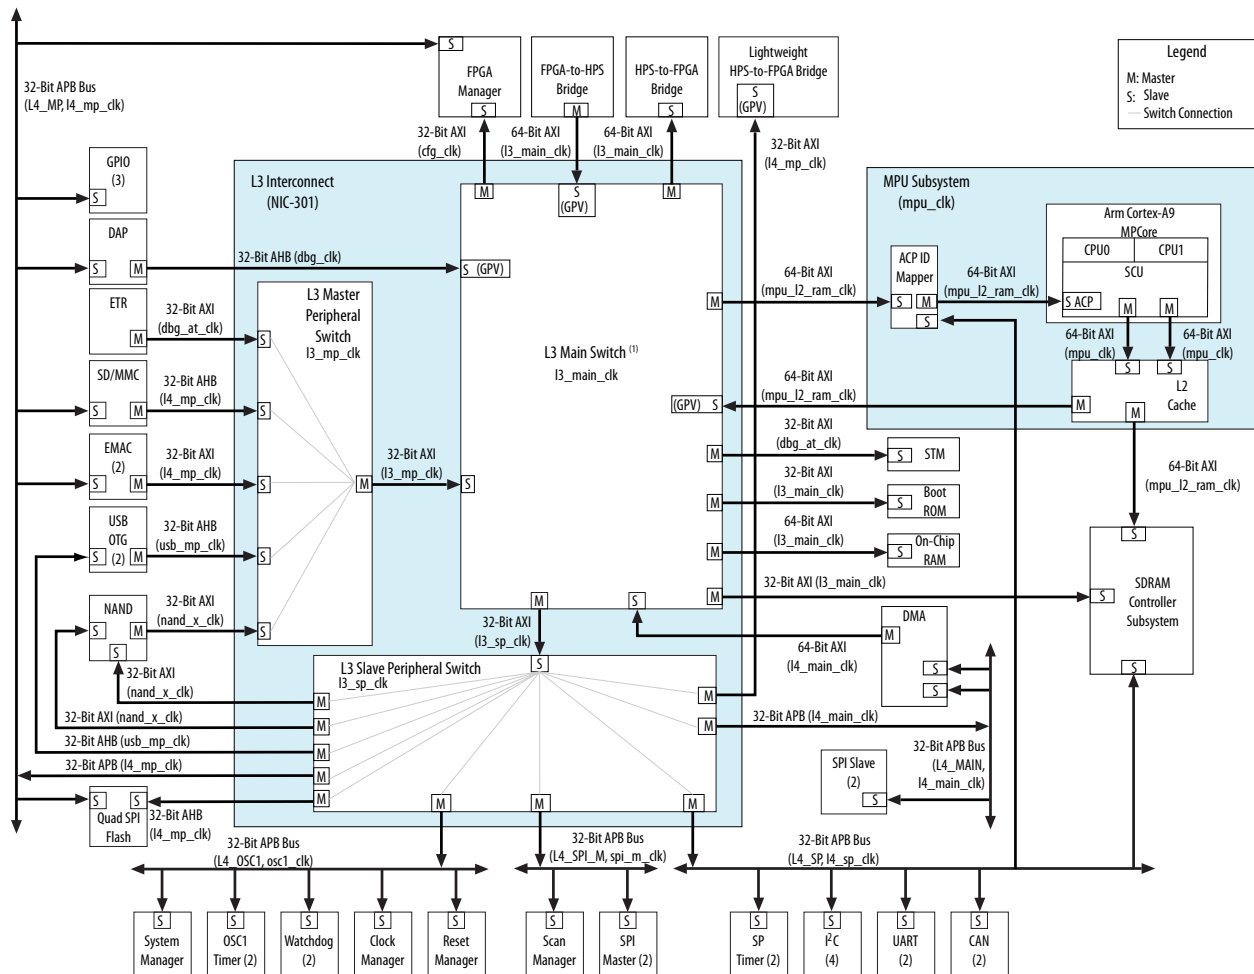 32-Bit APB Bus
(L4_MP, l4_mp_clk)
S
FPGA
Manager
S
FPGA-to-HPS
Bridge
M
HPS-to-FPGA
Bridge
S
Lightweight
HPS-to-FPGA Bridge
S
(GPV)
Legend
M: Master
S: Slave
Switch Connection
32-Bit AXI
(cfg_clk)
64-Bit AXI
(l3_main_clk)
64-Bit AXI
(l3_main_clk)
32-Bit AXI
(l4_mp_clk)
GPIO
(3)
S
DAP
S
M
ETR
M
SD/MMC
S
M
EMAC
(2)
S
M
USB
OTG
(2)
S
M
NAND
S
M
S
S
S
Quad SPI
Flash
32-Bit AHB (dbg_clk)
32-Bit AXI
(dbg_at_clk)
32-Bit AHB
(l4_mp_clk)
32-Bit AXI
(l4_mp_clk)
32-Bit AHB
(usb_mp_clk)
32-Bit AXI
(nand_x_clk)
32-Bit AXI
(nand_x_clk)
32-Bit AXI (nand_x_clk)
32-Bit AHB (usb_mp_clk)
32-Bit APB (l4_mp_clk)
32-Bit AHB
(l4_mp_clk)
L3 Interconnect
(NIC-301)
L3 Master
Peripheral
Switch
l3_mp_clk
S
S
S
S
S
M
32-Bit AXI
(l3_mp_clk)
M
S
(GPV)
M
S (GPV)
L3 Main Switch (1)
l3_main_clk
S
M
(GPV) S
M
M
M
M
M
S
32-Bit AXI
(l3_sp_clk)
L3 Slave Peripheral Switch
l3_sp_clk
S
M
M
M
M
M
M
M
M
M
M
64-Bit AXI
(mpu_l2_ram_clk)
64-Bit AXI
(mpu_l2_ram_clk)
32-Bit AXI
(dbg_at_clk)
32-Bit AXI
(l3_main_clk)
64-Bit AXI
(l3_main_clk)
32-Bit AXI (l3_main_clk)
64-Bit AXI
(l4_main_clk)
32-Bit APB (l4_main_clk)
MPU Subsystem
(mpu_clk)
ACP ID
Mapper
S
M
S
64-Bit AXI
(mpu_l2_ram_clk)
Arm Cortex-A9
MPCore
CPU0
CPU1
SCU
S ACP
M
M
64-Bit AXI
(mpu_clk)
64-Bit AXI
(mpu_clk)
S
S
L2
Cache
M
M
S
STM
S
Boot
ROM
S
On-Chip
RAM
64-Bit AXI
(mpu_l2_ram_clk)
S
S
SDRAM
Controller
Subsystem
S
DMA
M
S
S
32-Bit APB Bus
(L4_MAIN,
l4_main_clk)
SPI Slave
(2)
S
32-Bit APB Bus
(L4_OSC1, osc1_clk)
32-Bit APB Bus
(L4_SPI_M, spi_m_clk)
32-Bit APB Bus
(L4_SP, l4_sp_clk)
S
System
Manager
S
OSC1
Timer (2)
S
Watchdog
(2)
S
Clock
Manager
S
Reset
Manager
S
Scan
Manager
S
SPI
Master (2)
S
SP
Timer (2)
S
I²C
(4)
S
UART
(2)
S
CAN
(2)